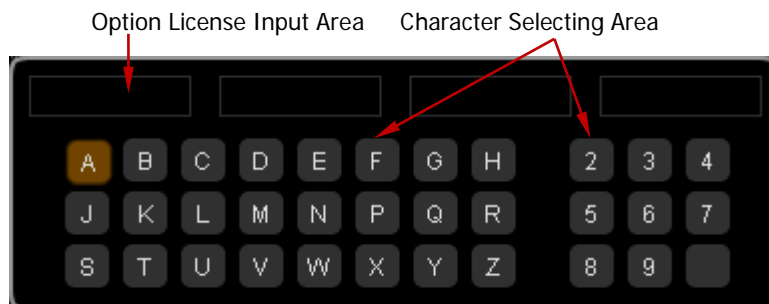 Option License Input Area Character Selecting Area
A B C D E F G H 2 3 4
J K L M N P Q R 5 6 7
S T U V W X Y Z 8 9